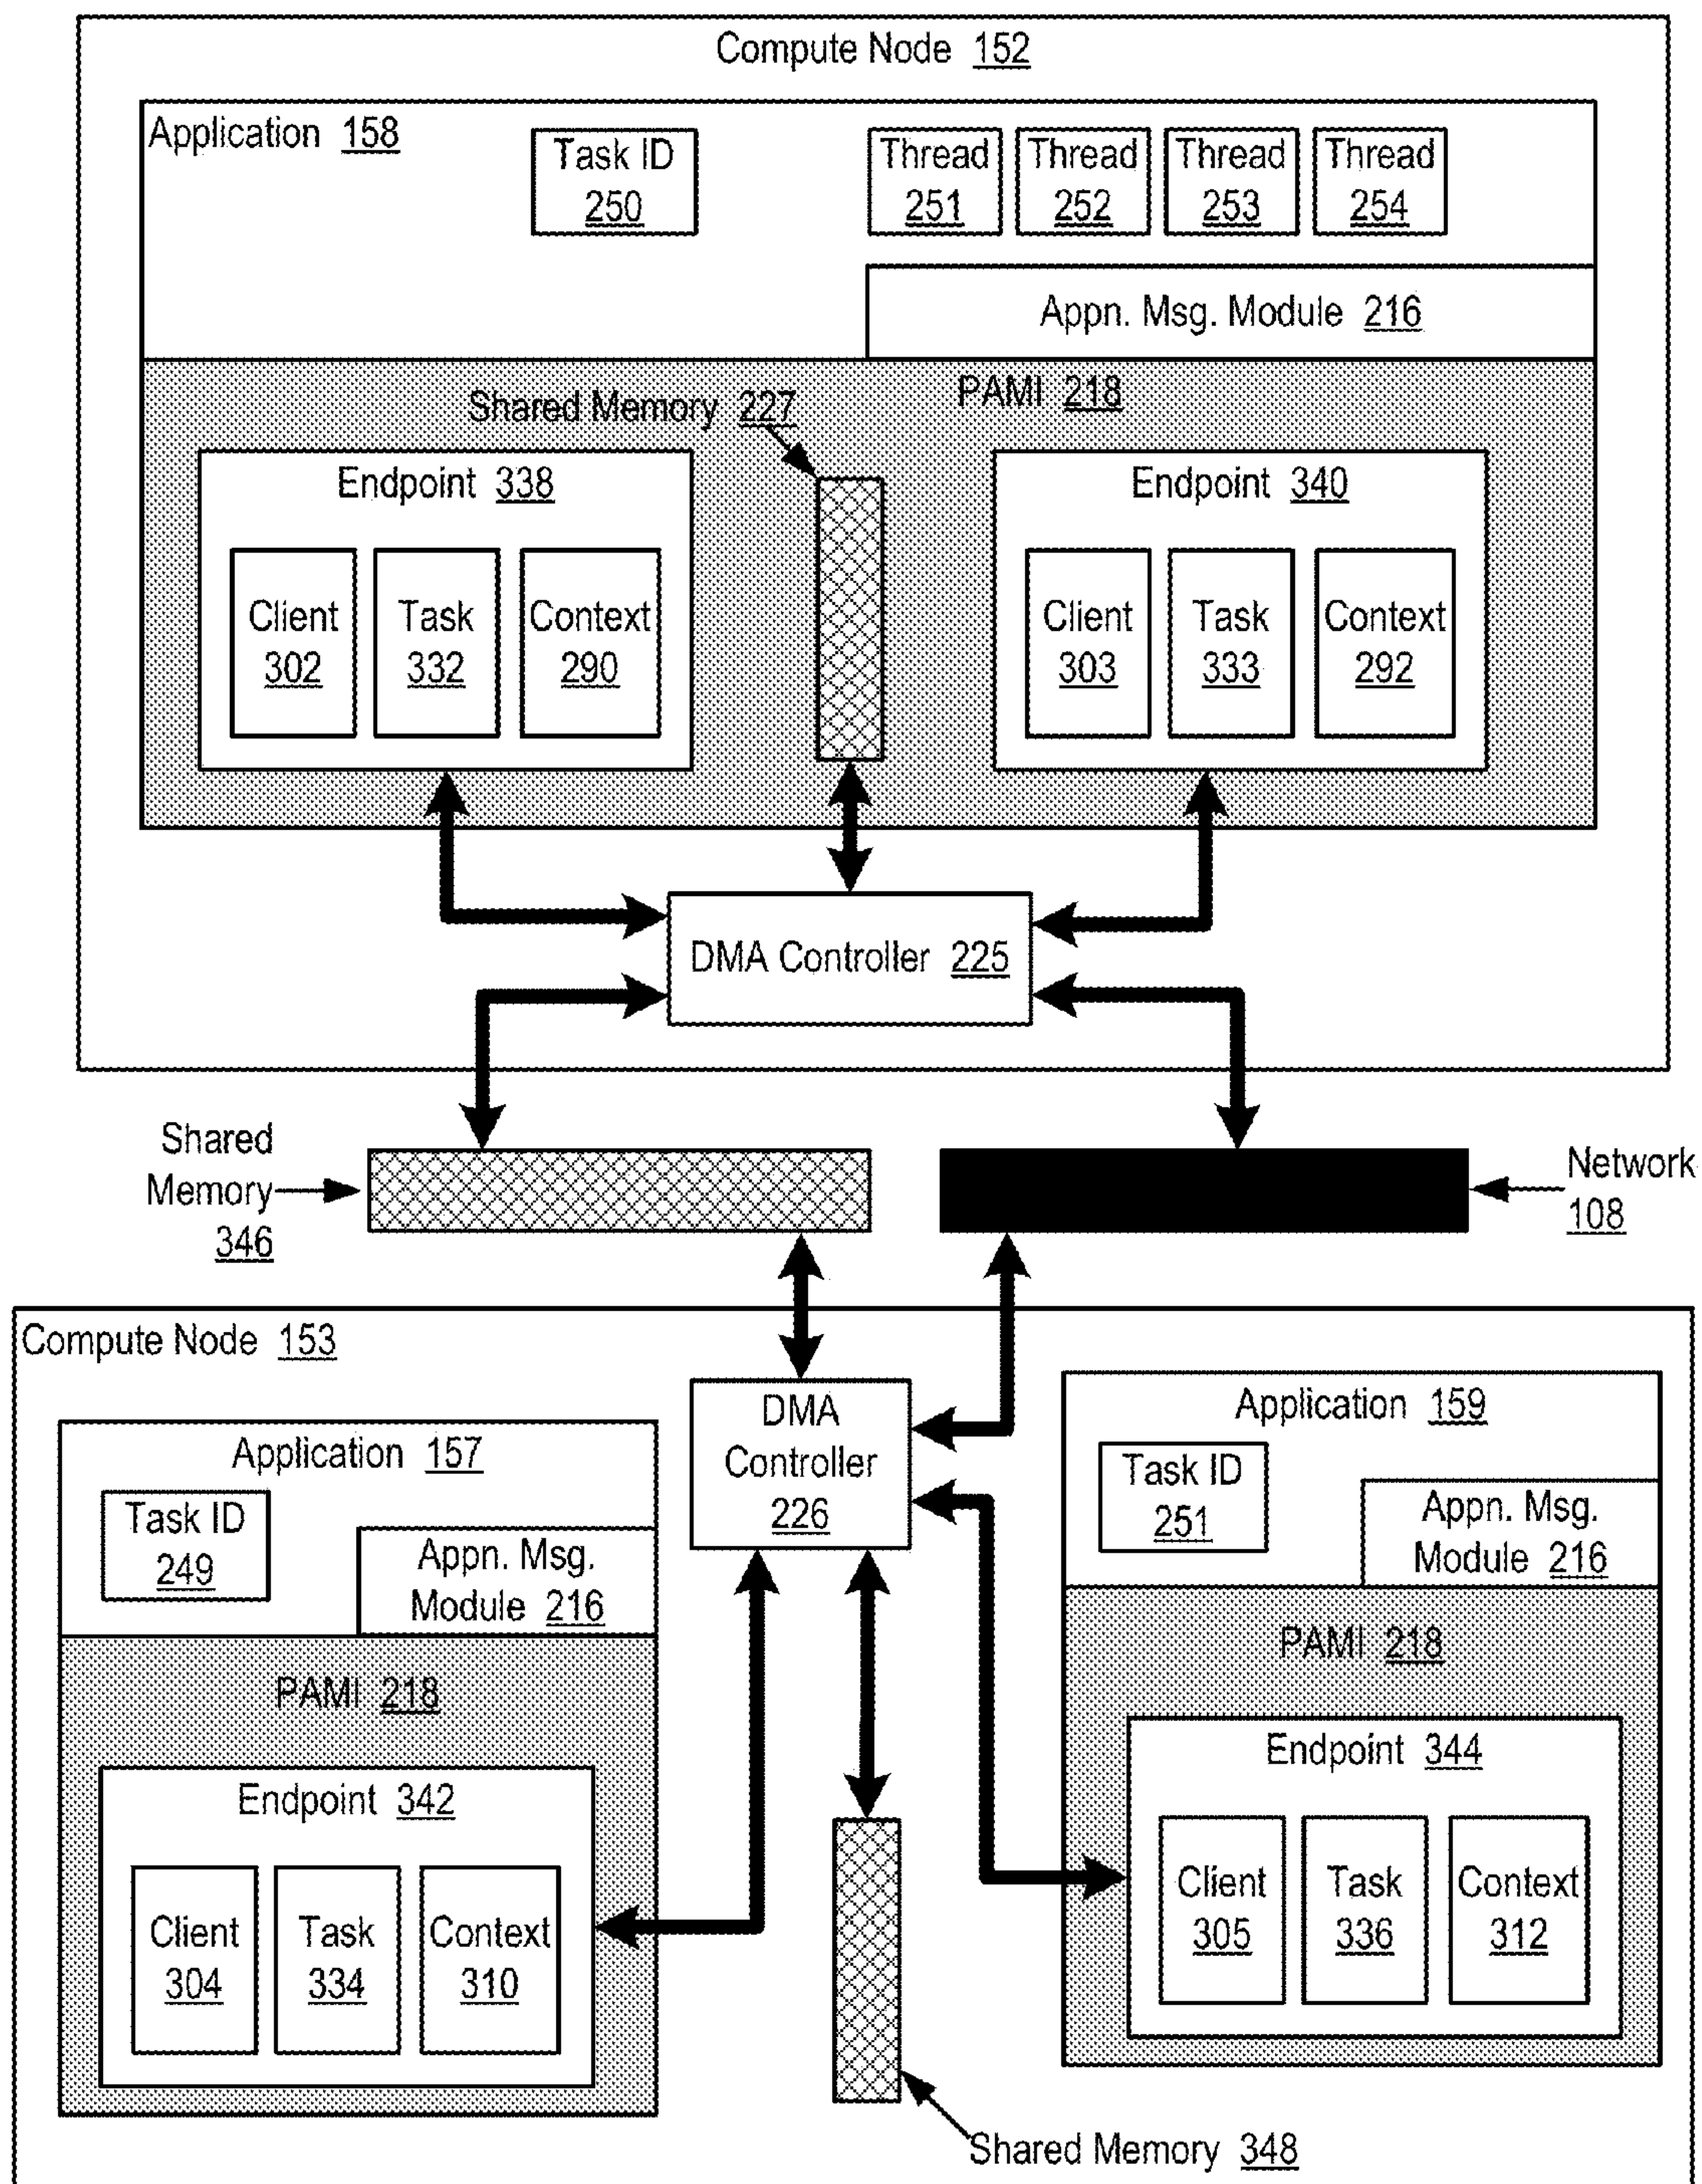 Compute Node 152
Application 158
Task ID
250
Thread
251
Thread
252
Thread
253
Thread
254
Appn. Msg. Module 216
PAMI 218
Shared Memory 227
Endpoint 338
Client
302
Task
332
Context
290
Endpoint 340
Client
303
Task
333
Context
292
DMA Controller 225
Shared
Memory
346
Network
108
Compute Node 153
DMA
Controller
226
Application 157
Task ID
249
Appn. Msg.
Module 216
PAMI 218
Endpoint 342
Client
304
Task
334
Context
310
Application 159
Task ID
251
Appn. Msg.
Module 216
PAMI 218
Endpoint 344
Client
305
Task
336
Context
312
Shared Memory 348